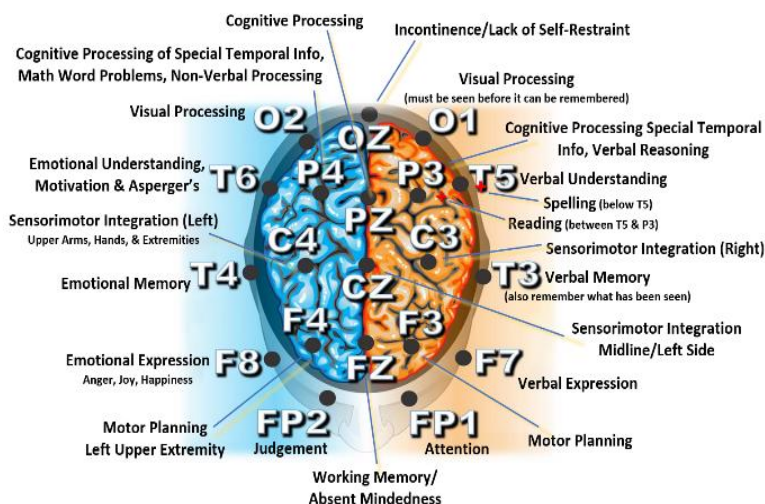 Cognitive Processing
Incontinence/Lack of Self-Restraint
Cognitive Processing of Special Temporal Info,
Math Word Problems, Non-Verbal Processing
Visual Processing
(must be seen before it can be remembered)
Visual Processing
O2
OZ
O1
Cognitive Processing Special Temporal
Info, Verbal Reasoning
Emotional Understanding,
Motivation & Asperger's
T6
P4
P3
T5
Verbal Understanding
Spelling (below T5)
Reading (between T5 & P3)
PZ
Sensorimotor Integration (Left)
Upper Arms, Hands, & Extremities
C4
C3
Sensorimotor Integration (Right)
Emotional Memory
T4
CZ
T3
Verbal Memory
(also remember what has been seen)
F4
F3
Sensorimotor Integration
Midline/Left Side
Emotional Expression
Anger, Joy, Happiness
F8
FZ
F7
Verbal Expression
Motor Planning
Left Upper Extremity
FP2
Judgement
FP1
Attention
Motor Planning
Working Memory/
Absent Mindedness